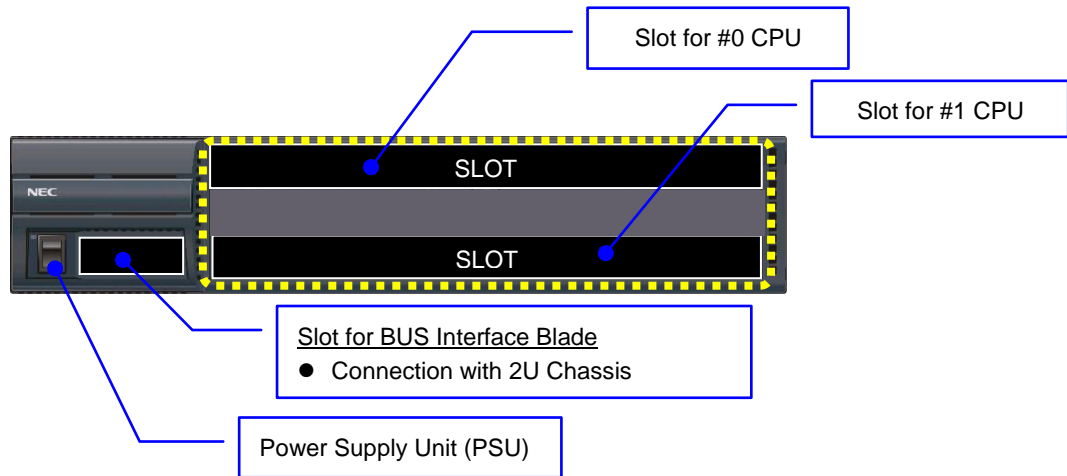 Slot for #0 CPU
Slot for #1 CPU
SLOT
NEC
SLOT
Slot for BUS Interface Blade
● Connection with 2U Chassis
Power Supply Unit (PSU)